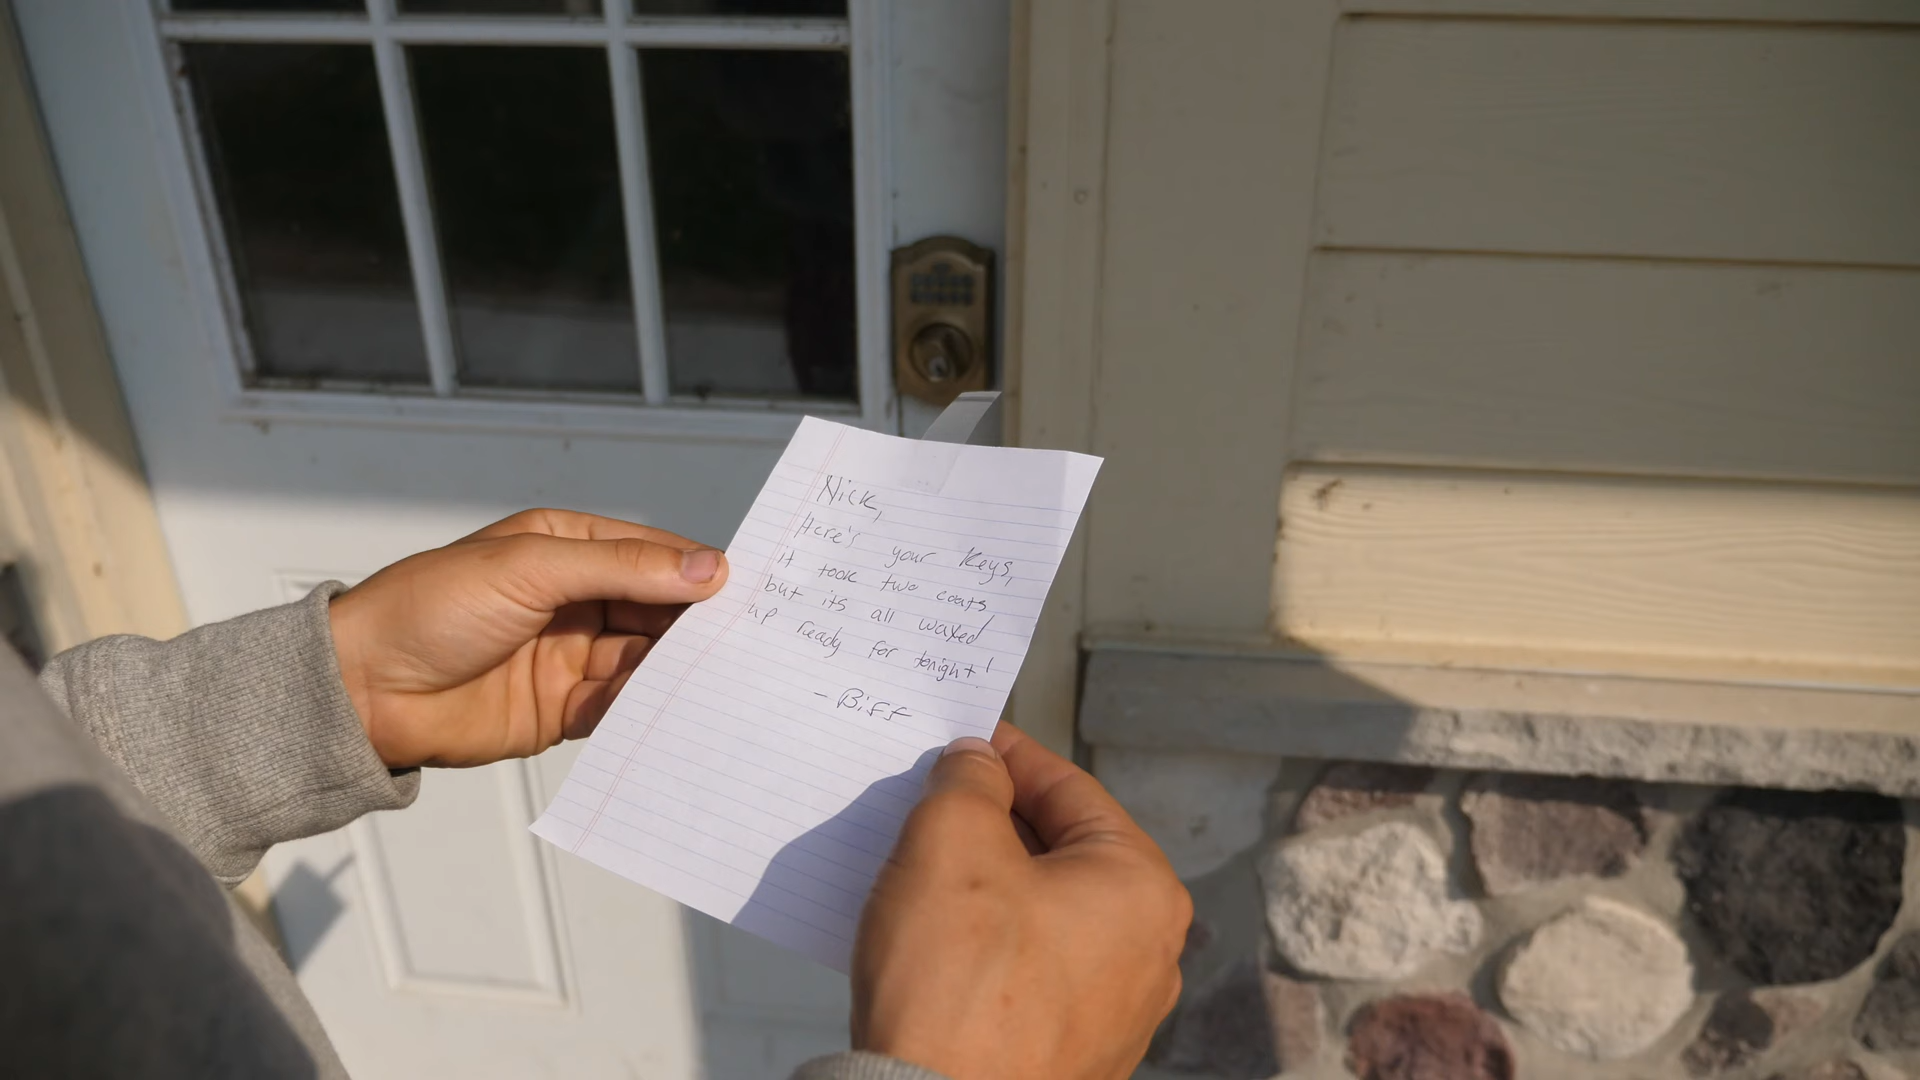 Nick,
Here's your keys,
it took two coats,
but its all waxed
up ready for tonight!
- Biff